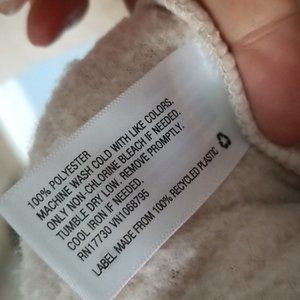 100% POLYESTER
MACHINE WASH COLD WITH LIKE COLORS.
ONLY NON-CHLORINE BLEACH IF NEEDED.
TUMBLE DRY LOW. REMOVE PROMPTLY.
COOL IRON IF NEEDED.
RN17730 VN1068795
LABEL MADE FROM 100% RECYCLED PLASTIC